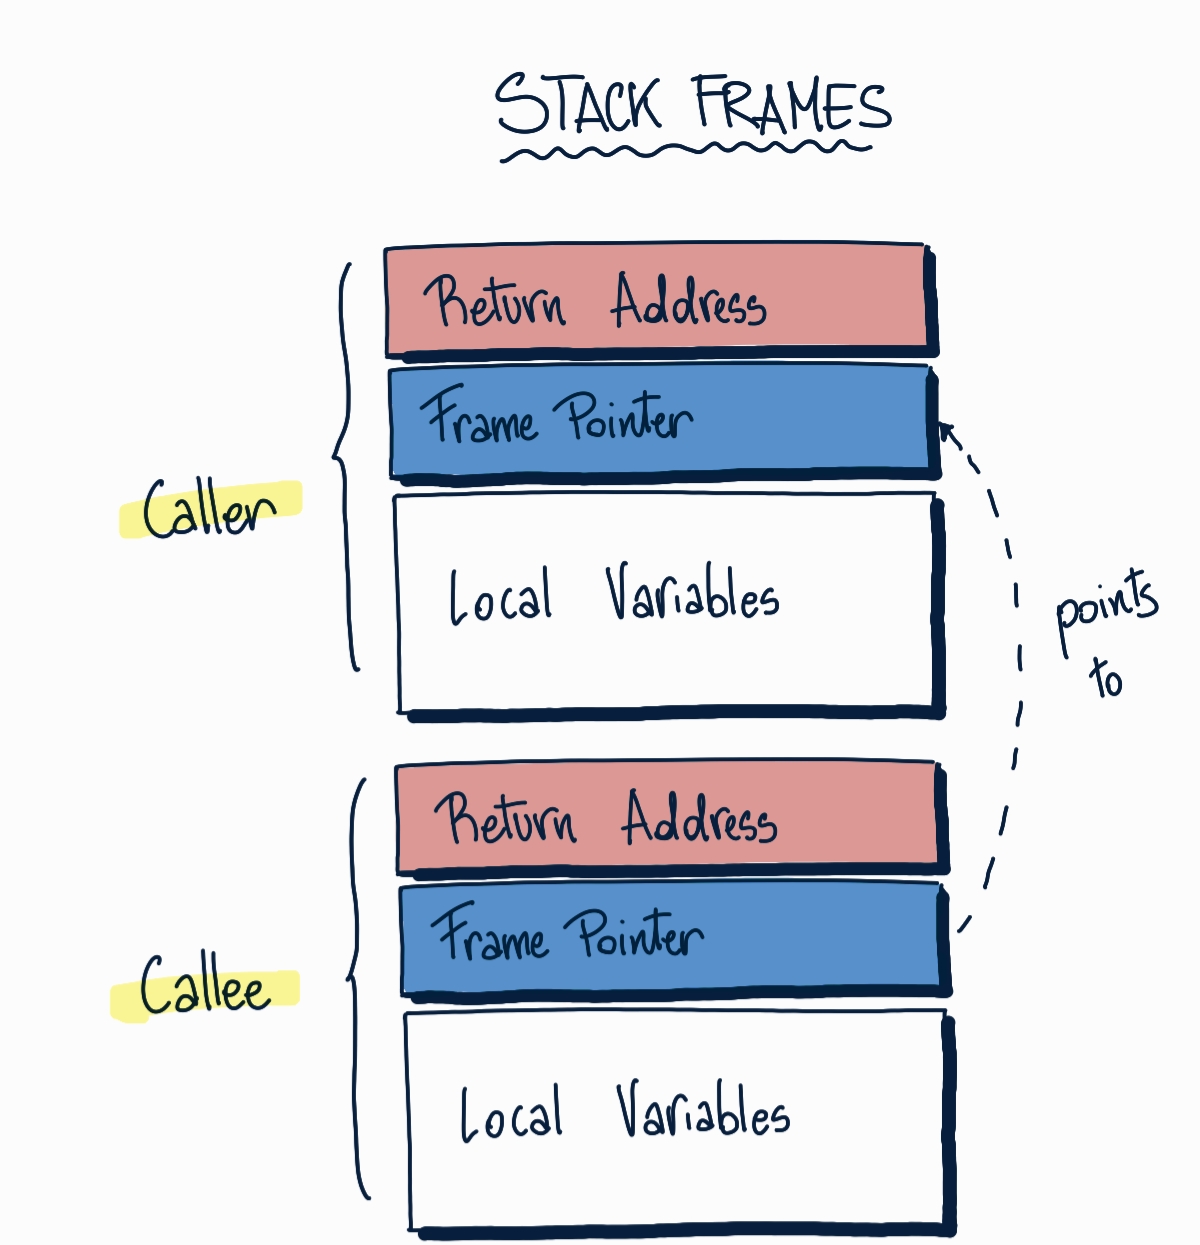 STACK FRAMES
Return Address
Frame Pointer
Caller
Local Variables
points
to
Return Address
Frame Pointer
Callee
Local Variables